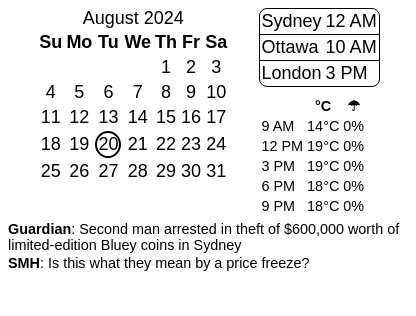 August 2024
Su Mo Tu We Th Fr Sa
1 2 3
4 5 6 7 8 9 10
11 12 13 14 15 16 17
18 19 20 21 22 23 24
25 26 27 28 29 30 31
Sydney 12 AM
Ottawa 10 AM
London 3 PM
°C ☂
9 AM 14°C 0%
12 PM 19°C 0%
3 PM 19°C 0%
6 PM 18°C 0%
9 PM 18°C 0%
Guardian: Second man arrested in theft of $600,000 worth of
limited-edition Bluey coins in Sydney
SMH: Is this what they mean by a price freeze?